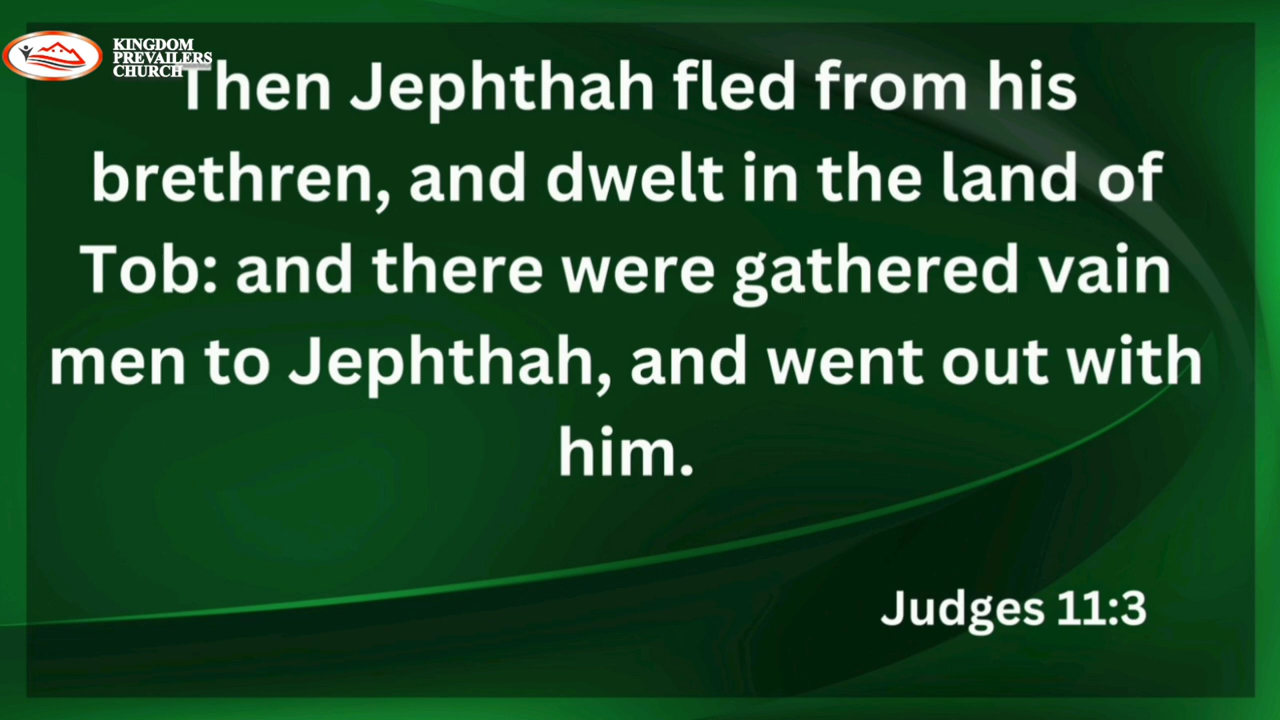 KINGDOM
PREVAILERS
CHURCH
Then Jephthah fled from his
brethren, and dwelt in the land of
Tob: and there were gathered vain
men to Jephthah, and went out with
him.
Judges 11:3